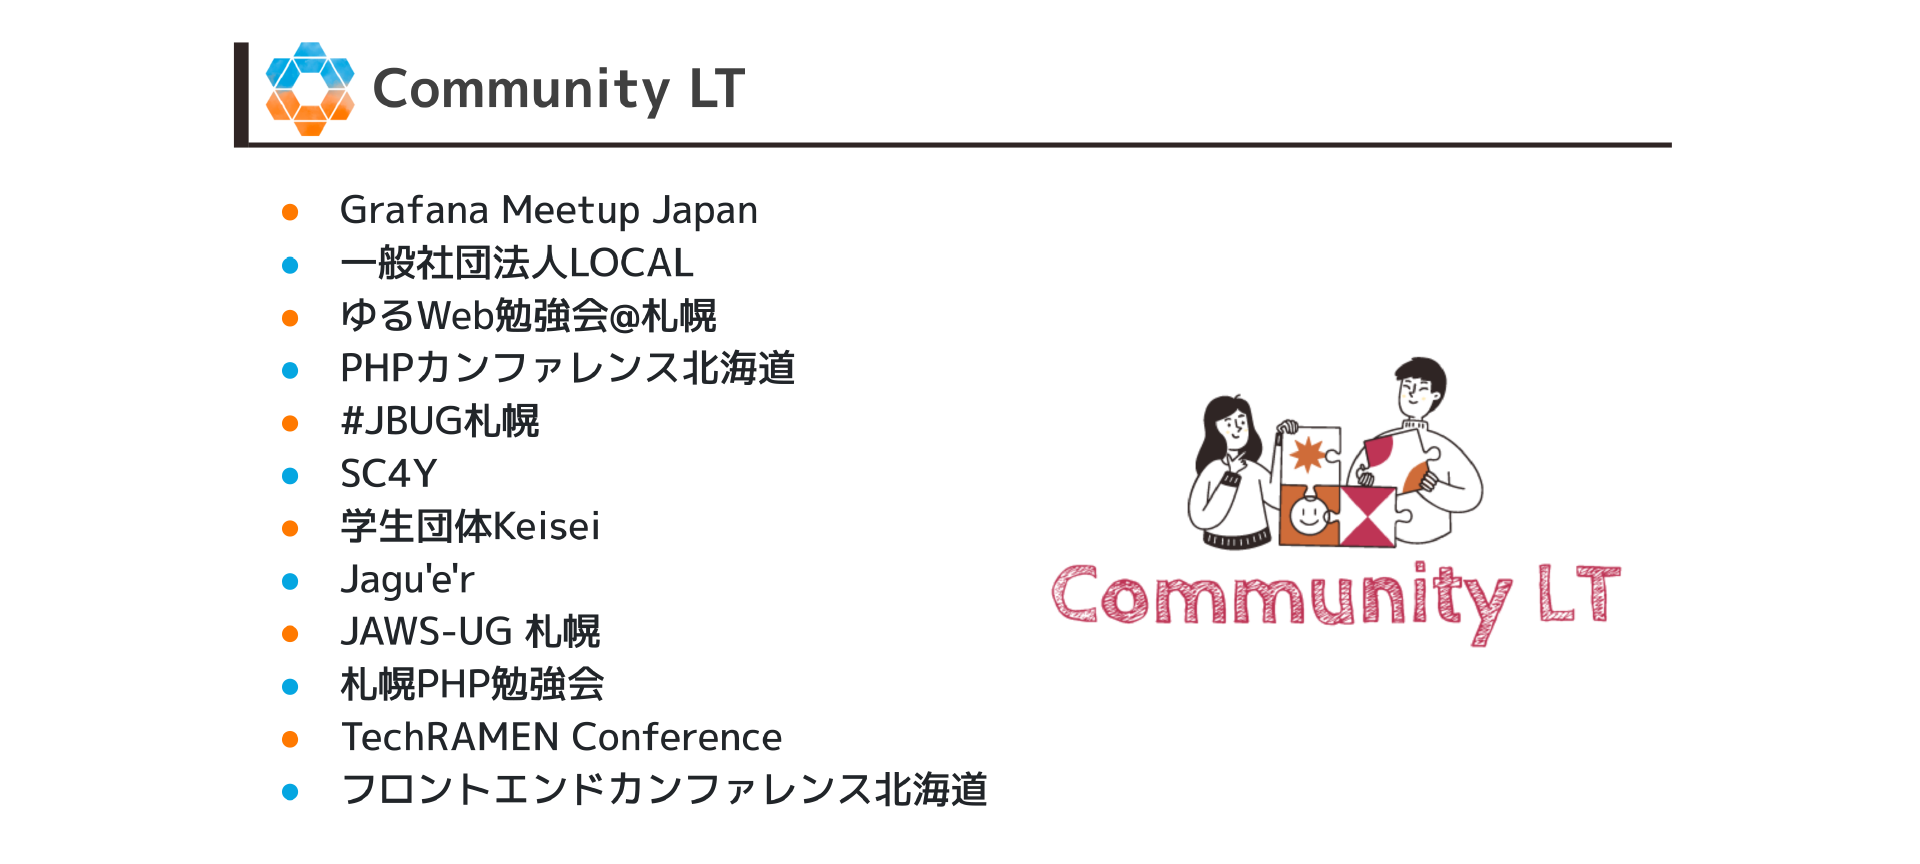 Community LT
Grafana Meetup Japan
一般社団法人LOCAL
ゆるWeb勉強会@札幌
PHPカンファレンス北海道
#JBUG札幌
SC4Y
学生団体Keisei
Jagu'e'r
JAWS-UG 札幌
札幌PHP勉強会
TechRAMEN Conference
フロントエンドカンファレンス北海道
Community LT